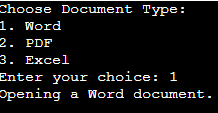 Choose Document Type:
1. Word
2. PDF
3. Excel
Enter your choice: 1
Opening a Word document.